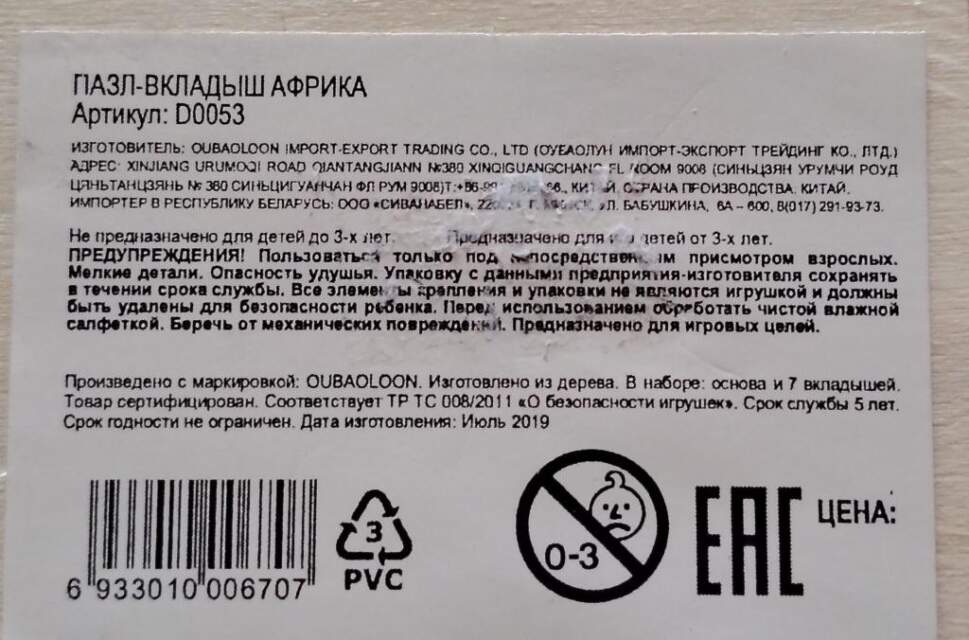 ПАЗЛ-ВКЛАДЫШ АФРИКА
Артикул: D0053
ИЗГОТОВИТЕЛЬ: OUBAOLOON IMPORT-EXPORT TRADING CO., LTD (ОУБАОЛУН ИМПОРТ-ЭКСПОРТ ТРЕЙДИНГ КО., ЛТД.)
АДРЕС: XINJIANG URUMOQI ROAD QIANTANGJIANN №380 XINQIGUANGCHANG FL ROOM 9008 (СИНЬЦЗЯН УРУМЧИ РОУД
ЦЯНЬТАНЦЗЯНЬ № 380 СИНЬЦИГУАНЧАН ФЛ РУМ 9008) Т: СТРАНА ПРОИЗВОДСТВА: КИТАЙ.
ИМПОРТЕР В РЕСПУБЛИКУ БЕЛАРУСЬ: ООО «СИВАНАБЕЛ», Г. МИНСК, УЛ. БАБУШКИНА, 6А – 600, 8(017) 291-93-73.
Не предназначено для детей до 3-х лет. Предназначено для детей от 3-х лет.
ПРЕДУПРЕЖДЕНИЯ! Пользоваться только под непосредственным присмотром взрослых.
Мелкие детали. Опасность удушья. Упаковку с данными предприятия-изготовителя сохранять
в течении срока службы. Все элементы крепления и упаковки не являются игрушкой и должны
быть удалены для безопасности ребенка. Перед использованием обработать чистой влажной
салфеткой. Беречь от механических повреждений. Предназначено для игровых целей.
Произведено с маркировкой: OUBAOLOON. Изготовлено из дерева. В наборе: основа и 7 вкладышей.
Товар сертифицирован. Соответствует ТР ТС 008/2011 «О безопасности игрушек». Срок службы 5 лет.
Срок годности не ограничен. Дата изготовления: Июль 2019
6 933010 006707
3
PVC
0-3
EAC
ЦЕНА: